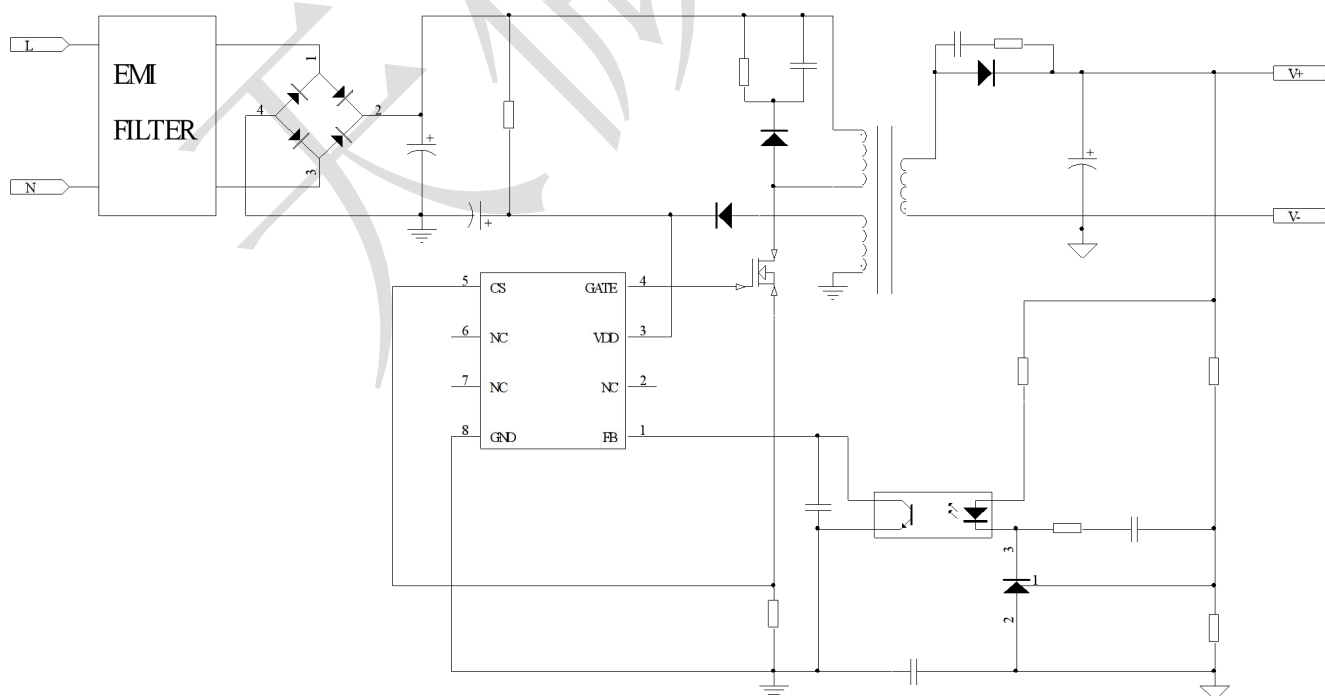 L
EMI
FILTER
N
1
4
2
3
+
+
+
V+
V-
5 CS GATE 4
6 NC VDD 3
7 NC NC 2
8 GND FB 1
3
1
2